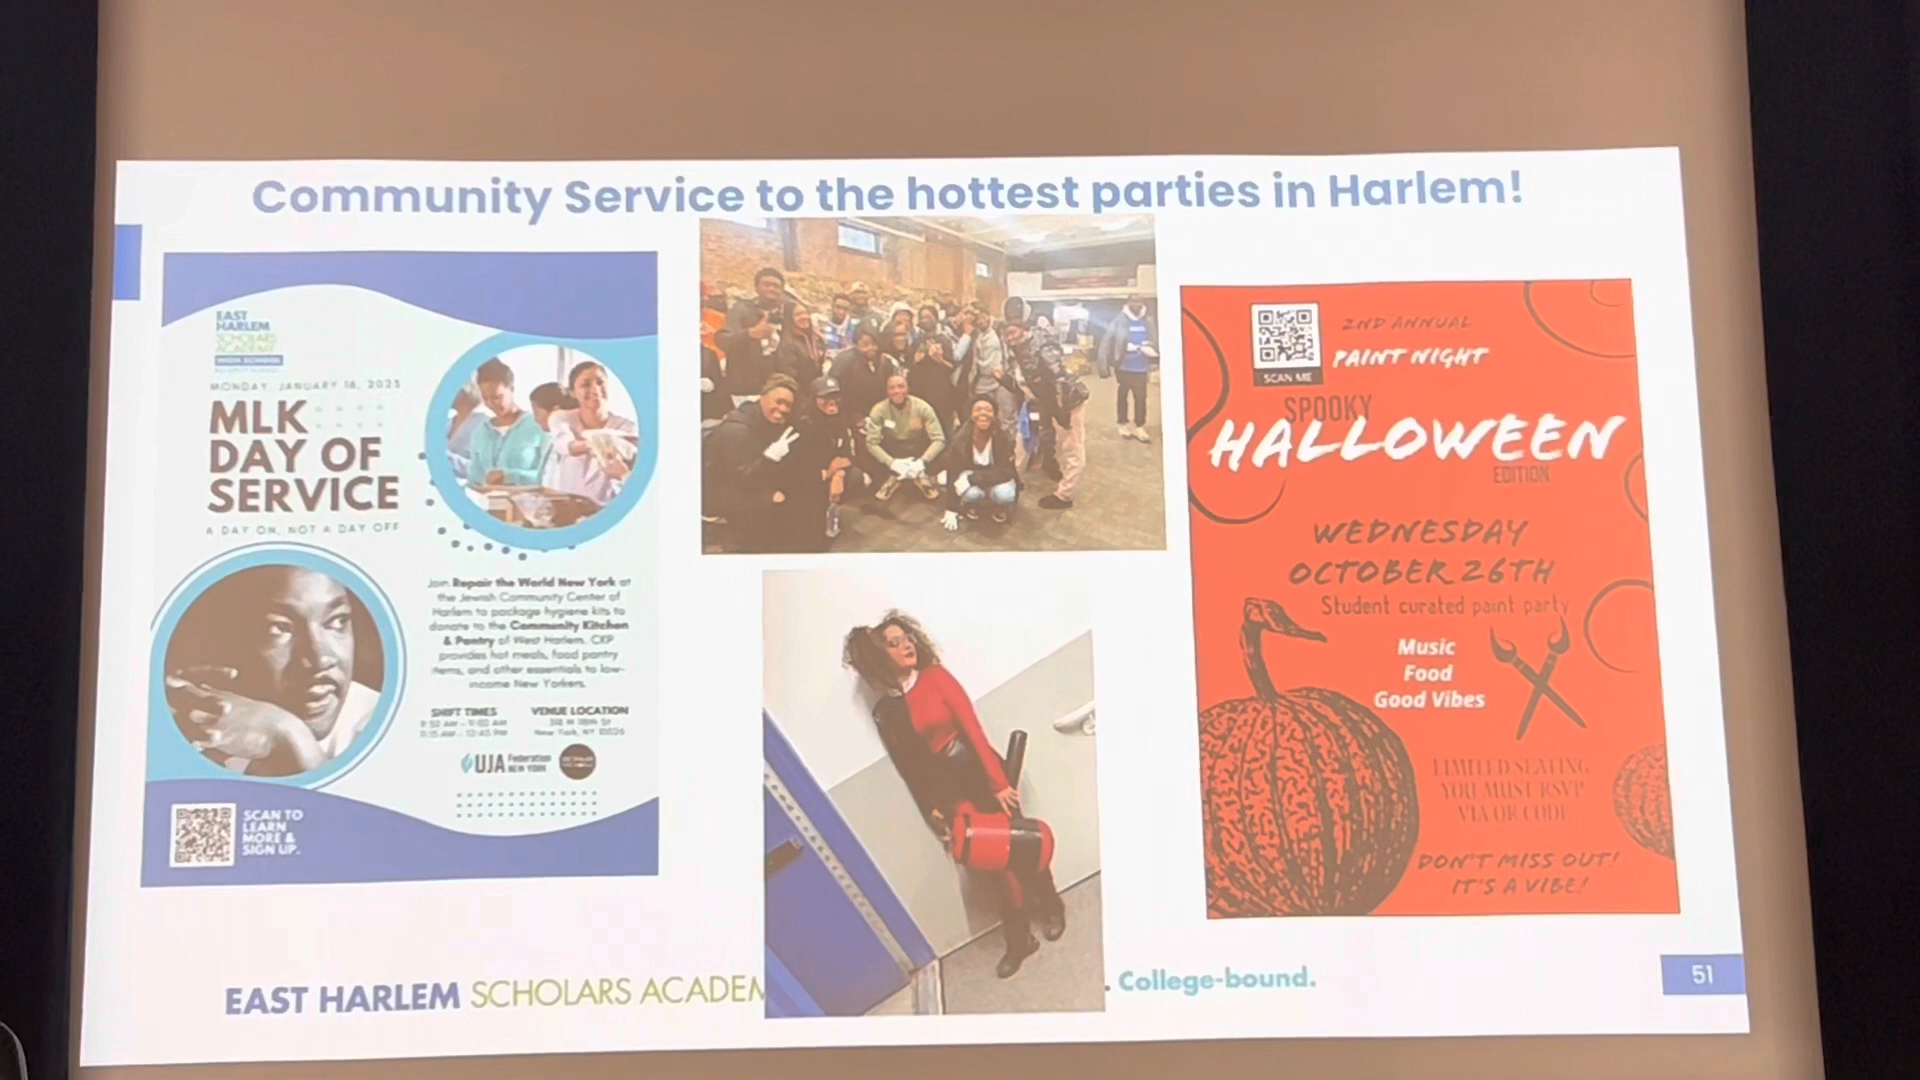 Community Service to the hottest parties in Harlem!
EAST
HARLEM
SCHOLARS
ACADEMY
HIGH SCHOOL
MONDAY, JANUARY 16, 2023
MLK
DAY OF
SERVICE
A DAY ON, NOT A DAY OFF
Join Repair the World New York at
the Jewish Community Center of
Harlem to package hygiene kits to
donate to the Community Kitchen
& Pantry of West Harlem. CKP
provides hot meals, food pantry
items, and other essentials to low-
income New Yorkers.
SHIFT TIMES
VENUE LOCATION
New York, NY 10026
UJA Federation
NEW YORK
SCAN TO
LEARN
MORE &
SIGN UP.
SCAN ME
2ND ANNUAL
PAINT NIGHT
SPOOKY
HALLOWEEN
EDITION
WEDNESDAY
OCTOBER 26TH
Student curated paint party
Music
Food
Good Vibes
LIMITED SEATING
YOU MUST RSVP
VIA QR CODE
DON'T MISS OUT!
IT'S A VIBE!
EAST HARLEM SCHOLARS ACADEM
. College-bound.
51